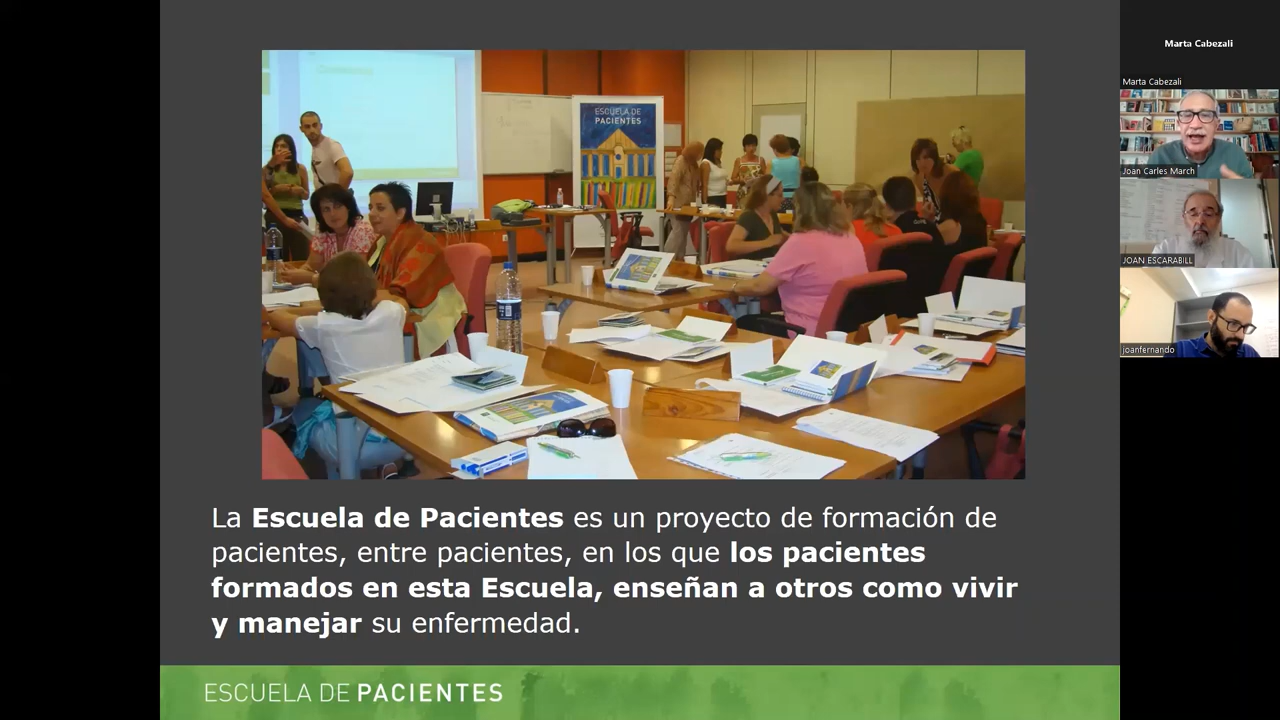 ESCUELA DE
PACIENTES
La Escuela de Pacientes es un proyecto de formación de
pacientes, entre pacientes, en los que los pacientes
formados en esta Escuela, enseñan a otros como vivir
y manejar su enfermedad.
ESCUELA DE PACIENTES
Marta Cabezali
Marta Cabezali
Joan Carles March
JOAN ESCARABILL
joanfernando